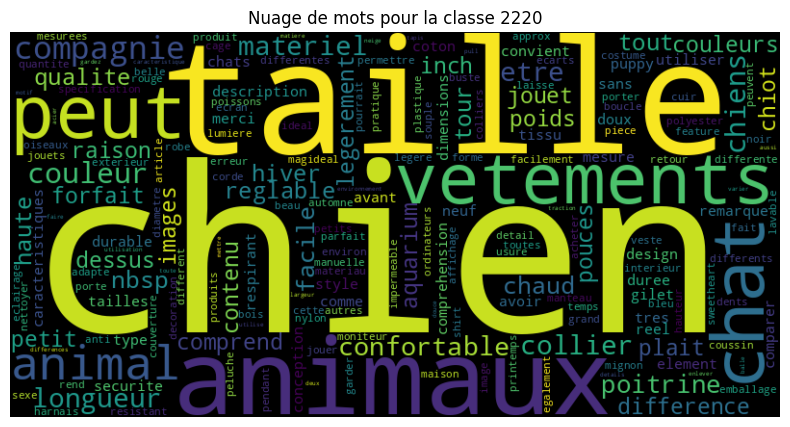 Nuage de mots pour la classe 2220
mesurees produit materiel cage chats differentes coton approx costume ecarts tout couleurs
compagnie taille inch etre convient puppy utiliser
quantite belle rouge qualite permettre buste sans porter cuir peuvent
specification description poissons ecran merci lumiere jouet poids tour dimensions boucle polyester chiens chiot
peut legerement pourrait pratique souple plastique laisse colliers doux tissu piece feature noir
oiseaux raison jouets exterieur robe ideal magideal legere forme facilement mesure retour differente
couleur article erreur hiver corde reglable vetements
forfait images beau automne avant neuf remarque lavable
haute caracteristiques chien facile aquarium ordinateurs pouces veste fait
durable dessus diametre decoration different contenu respirant parfait environ manuelle materiau impermeable affichage comprehension detail toutes usure design interieur differents
nbsp adapte porte tailles produits bois style comme cette autres nylon chaud avoir acheter manteau duree gilet bien sweetheart dents
eclairage nettoyer couverture shirt temps grand tres reel hauteur comparer chat
petit anti type comprend conception jouer moniteur confortable collier plait coussin
animal rend securite peluche pendant garder maison image printemps egalement mignon element emballage
longueur sexe harnais resistant animaux deux poitrine difference